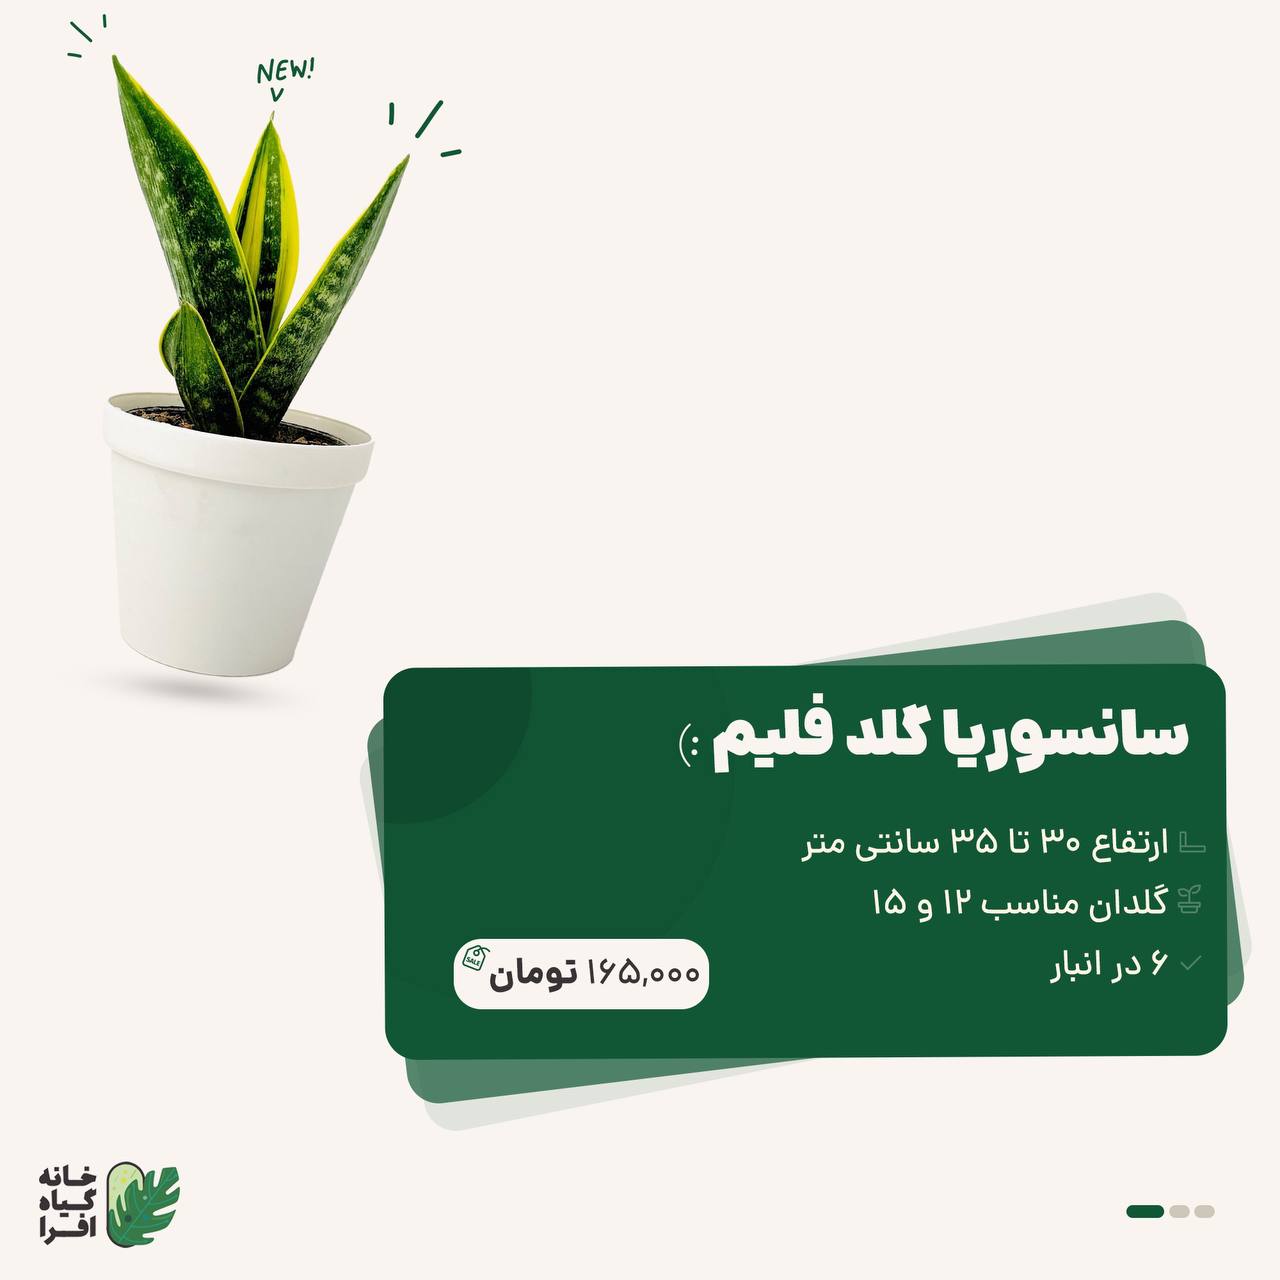 NEW!
سانسوریا گلد فلیم :)
ارتفاع ۳۰ تا ۳۵ سانتی متر
گلدان مناسب ۱۲ و ۱۵
۶ در انبار
۱۶۵,۰۰۰ تومان
SALE
خانه
گیاه
افرا